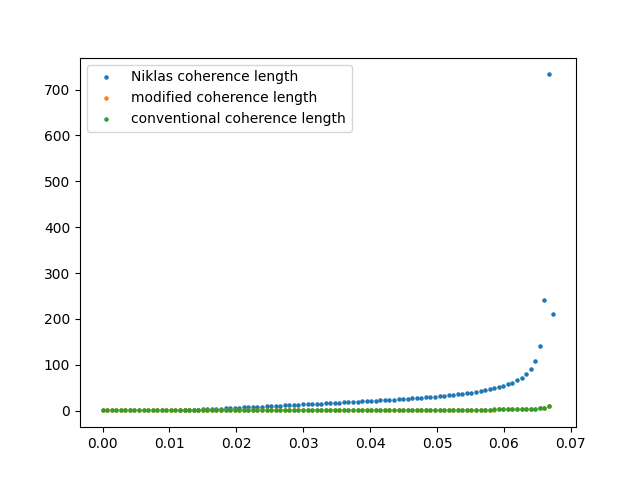 Niklas coherence length
modified coherence length
conventional coherence length
700
600
500
400
300
200
100
0
0.00 0.01 0.02 0.03 0.04 0.05 0.06 0.07